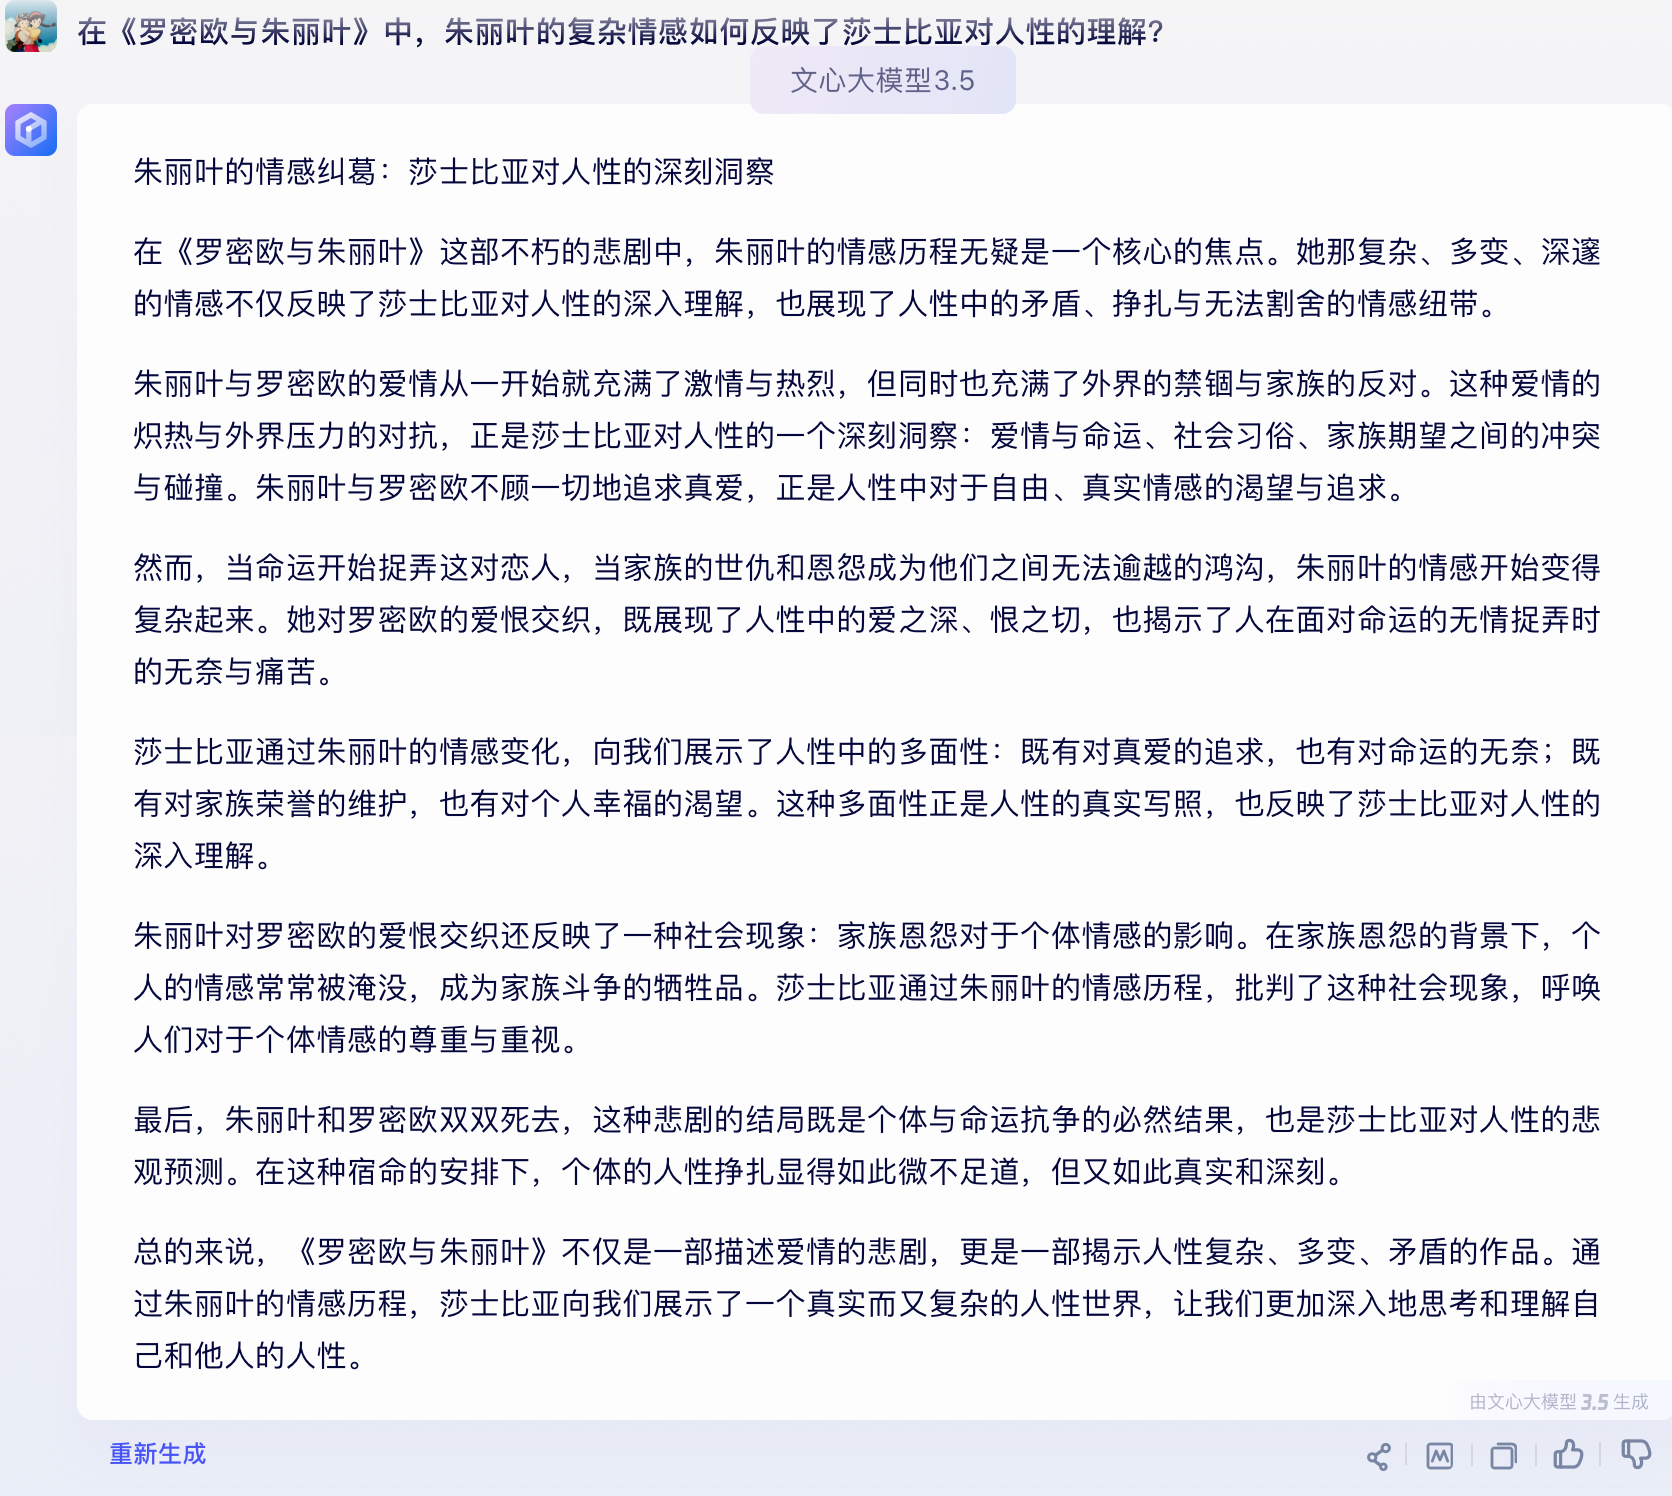 在《罗密欧与朱丽叶》中，朱丽叶的复杂情感如何反映了莎士比亚对人性的理解？
文心大模型3.5
朱丽叶的情感纠葛：莎士比亚对人性的深刻洞察
在《罗密欧与朱丽叶》这部不朽的悲剧中，朱丽叶的情感历程无疑是一个核心的焦点。她那复杂、多变、深邃
的情感不仅反映了莎士比亚对人性的深入理解，也展现了人性中的矛盾、挣扎与无法割舍的情感纽带。
朱丽叶与罗密欧的爱情从一开始就充满了激情与热烈，但同时也充满了外界的禁锢与家族的反对。这种爱情的
炽热与外界压力的对抗，正是莎士比亚对人性的一个深刻洞察：爱情与命运、社会习俗、家族期望之间的冲突
与碰撞。朱丽叶与罗密欧不顾一切地追求真爱，正是人性中对于自由、真实情感的渴望与追求。
然而，当命运开始捉弄这对恋人，当家族的世仇和恩怨成为他们之间无法逾越的鸿沟，朱丽叶的情感开始变得
复杂起来。她对罗密欧的爱恨交织，既展现了人性中的爱之深、恨之切，也揭示了人在面对命运的无情捉弄时
的无奈与痛苦。
莎士比亚通过朱丽叶的情感变化，向我们展示了人性中的多面性：既有对真爱的追求，也有对命运的无奈；既
有对家族荣誉的维护，也有对个人幸福的渴望。这种多面性正是人性的真实写照，也反映了莎士比亚对人性的
深入理解。
朱丽叶对罗密欧的爱恨交织还反映了一种社会现象：家族恩怨对于个体情感的影响。在家族恩怨的背景下，个
人的情感常常被淹没，成为家族斗争的牺牲品。莎士比亚通过朱丽叶的情感历程，批判了这种社会现象，呼唤
人们对于个体情感的尊重与重视。
最后，朱丽叶和罗密欧双双死去，这种悲剧的结局既是个体与命运抗争的必然结果，也是莎士比亚对人性的悲
观预测。在这种宿命的安排下，个体的人性挣扎显得如此微不足道，但又如此真实和深刻。
总的来说，《罗密欧与朱丽叶》不仅是一部描述爱情的悲剧，更是一部揭示人性复杂、多变、矛盾的作品。通
过朱丽叶的情感历程，莎士比亚向我们展示了一个真实而又复杂的人性世界，让我们更加深入地思考和理解自
己和他人的人性。
由文心大模型 3.5 生成
重新生成